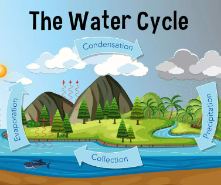 The Water Cycle
Condensation
Evaporation
Precipitation
Collection